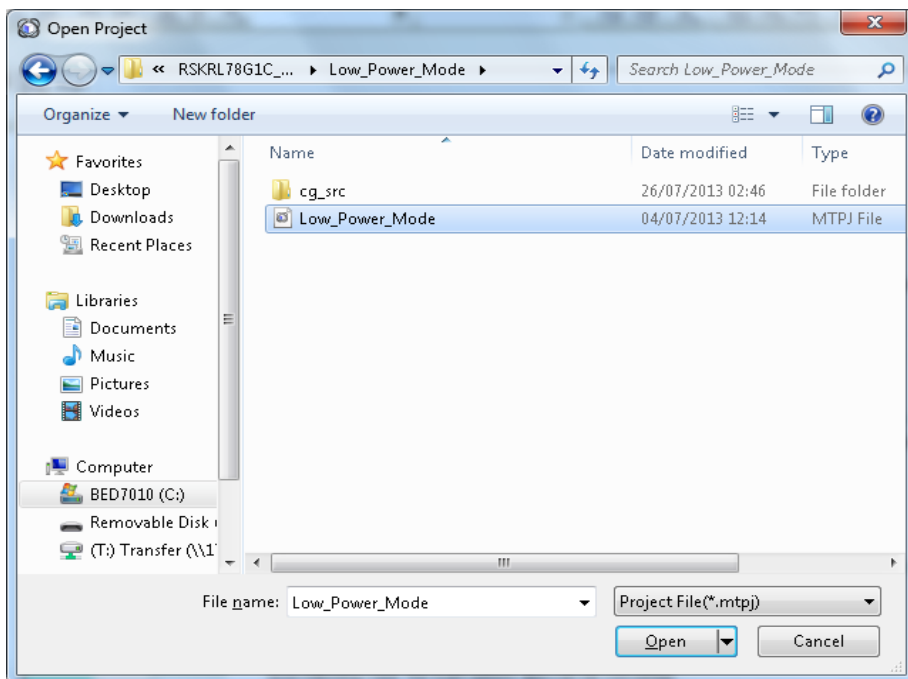 Open Project
« RSKRL78G1C_... ▸ Low_Power_Mode ▸
Search Low_Power_Mode
Organize
New folder
Name
Date modified
Type
Favorites
Desktop
Downloads
Recent Places
Libraries
Documents
Music
Pictures
Videos
Computer
BED7010 (C:)
Removable Disk
(T:) Transfer (\\1
cg_src
26/07/2013 02:46
File folder
Low_Power_Mode
04/07/2013 12:14
MTPJ File
File name:
Low_Power_Mode
Project File(*.mtpj)
Open
Cancel